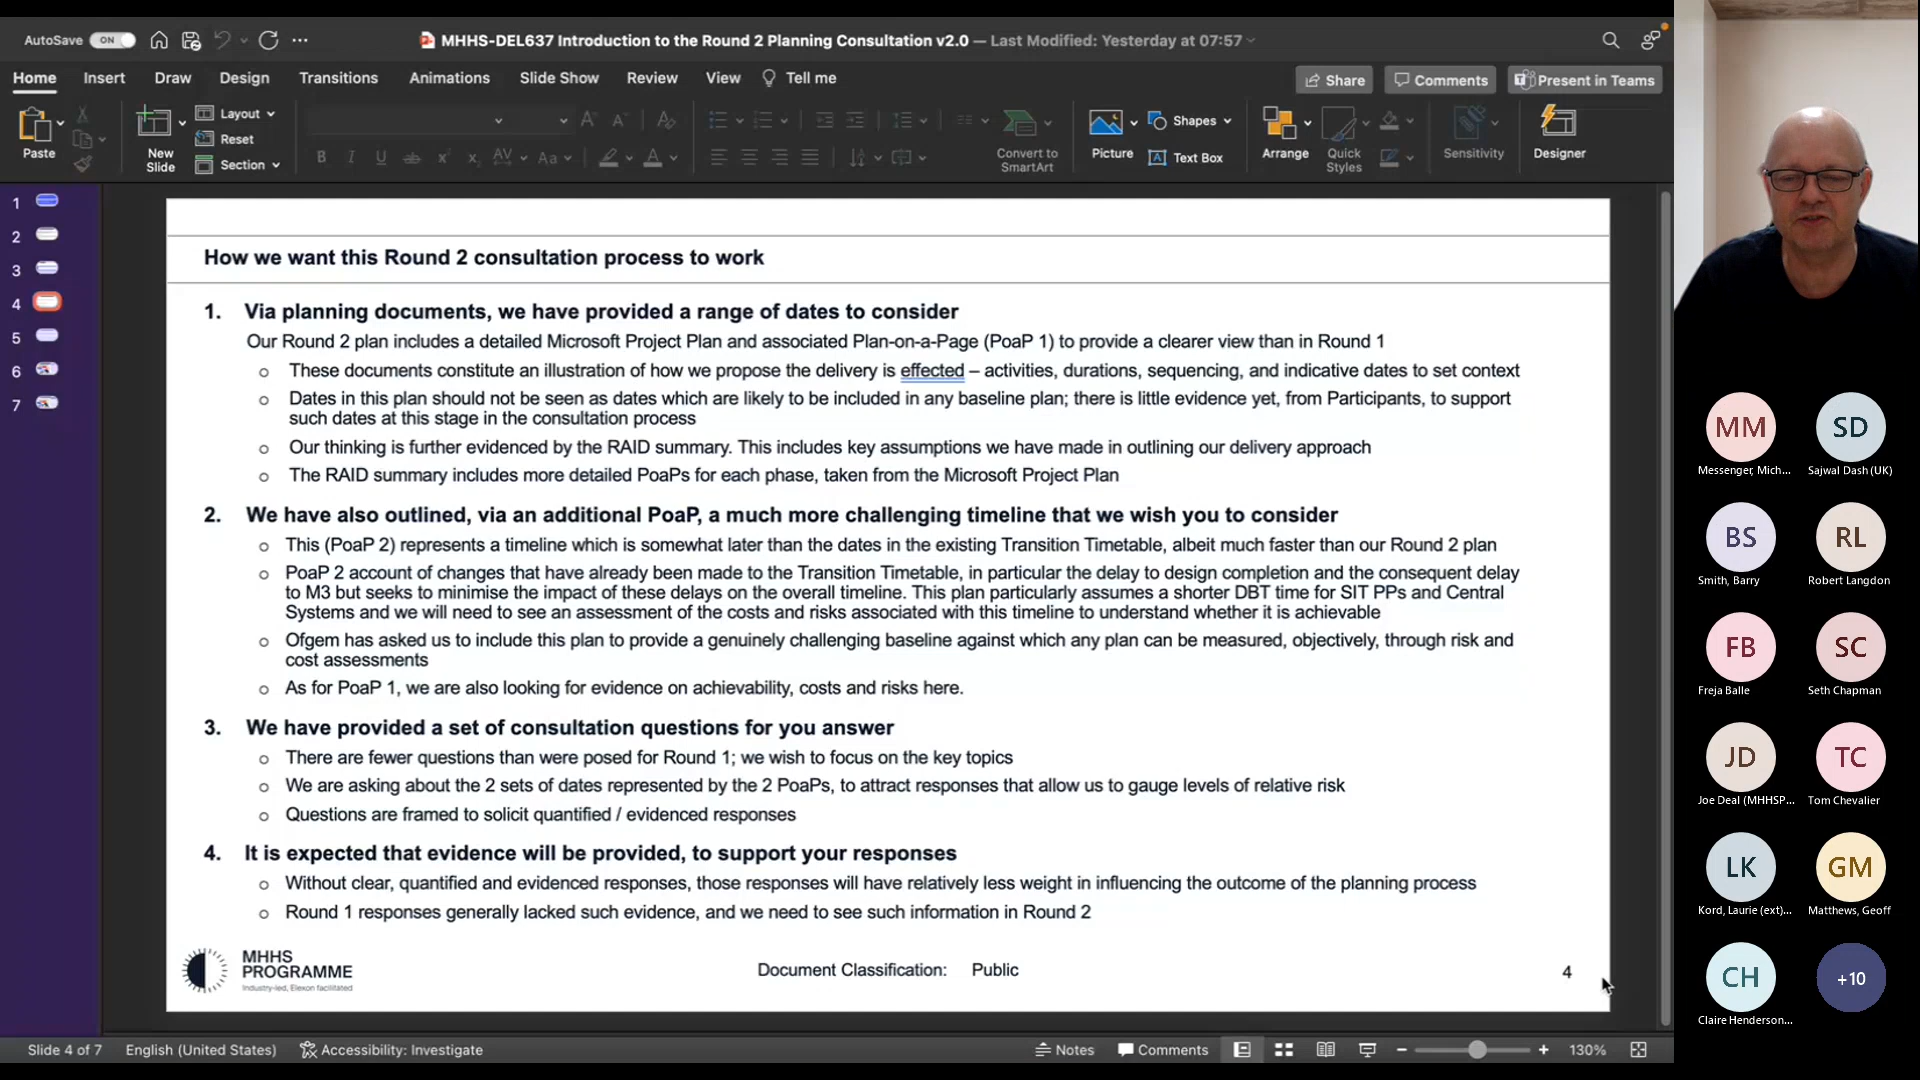 AutoSave ON
MHHS-DEL637 Introduction to the Round 2 Planning Consultation v2.0 — Last Modified: Yesterday at 07:57
Home Insert Draw Design Transitions Animations Slide Show Review View Tell me
Share Comments Present in Teams
Paste
New Slide
Layout
Reset
Section
Convert to SmartArt
Picture
Shapes
Text Box
Arrange
Quick Styles
Sensitivity
Designer
1
2
3
4
5
6
7
How we want this Round 2 consultation process to work
1. Via planning documents, we have provided a range of dates to consider
Our Round 2 plan includes a detailed Microsoft Project Plan and associated Plan-on-a-Page (PoaP 1) to provide a clearer view than in Round 1
o These documents constitute an illustration of how we propose the delivery is effected – activities, durations, sequencing, and indicative dates to set context
o Dates in this plan should not be seen as dates which are likely to be included in any baseline plan; there is little evidence yet, from Participants, to support
such dates at this stage in the consultation process
o Our thinking is further evidenced by the RAID summary. This includes key assumptions we have made in outlining our delivery approach
o The RAID summary includes more detailed PoaPs for each phase, taken from the Microsoft Project Plan
2. We have also outlined, via an additional PoaP, a much more challenging timeline that we wish you to consider
o This (PoaP 2) represents a timeline which is somewhat later than the dates in the existing Transition Timetable, albeit much faster than our Round 2 plan
o PoaP 2 account of changes that have already been made to the Transition Timetable, in particular the delay to design completion and the consequent delay
to M3 but seeks to minimise the impact of these delays on the overall timeline. This plan particularly assumes a shorter DBT time for SIT PPs and Central
Systems and we will need to see an assessment of the costs and risks associated with this timeline to understand whether it is achievable
o Ofgem has asked us to include this plan to provide a genuinely challenging baseline against which any plan can be measured, objectively, through risk and
cost assessments
o As for PoaP 1, we are also looking for evidence on achievability, costs and risks here.
3. We have provided a set of consultation questions for you answer
o There are fewer questions than were posed for Round 1; we wish to focus on the key topics
o We are asking about the 2 sets of dates represented by the 2 PoaPs, to attract responses that allow us to gauge levels of relative risk
o Questions are framed to solicit quantified / evidenced responses
4. It is expected that evidence will be provided, to support your responses
o Without clear, quantified and evidenced responses, those responses will have relatively less weight in influencing the outcome of the planning process
o Round 1 responses generally lacked such evidence, and we need to see such information in Round 2
MHHS
PROGRAMME
Industry-led, Elexon facilitated
Document Classification: Public
4
Slide 4 of 7 English (United States) Accessibility: Investigate
Notes Comments 130%
MM SD
Messenger, Mich... Sajwal Dash (UK)
BS RL
Smith, Barry Robert Langdon
FB SC
Freja Balle Seth Chapman
JD TC
Joe Deal (MHHSP... Tom Chevalier
LK GM
Kord, Laurie (ext)... Matthews, Geoff
CH +10
Claire Henderson...